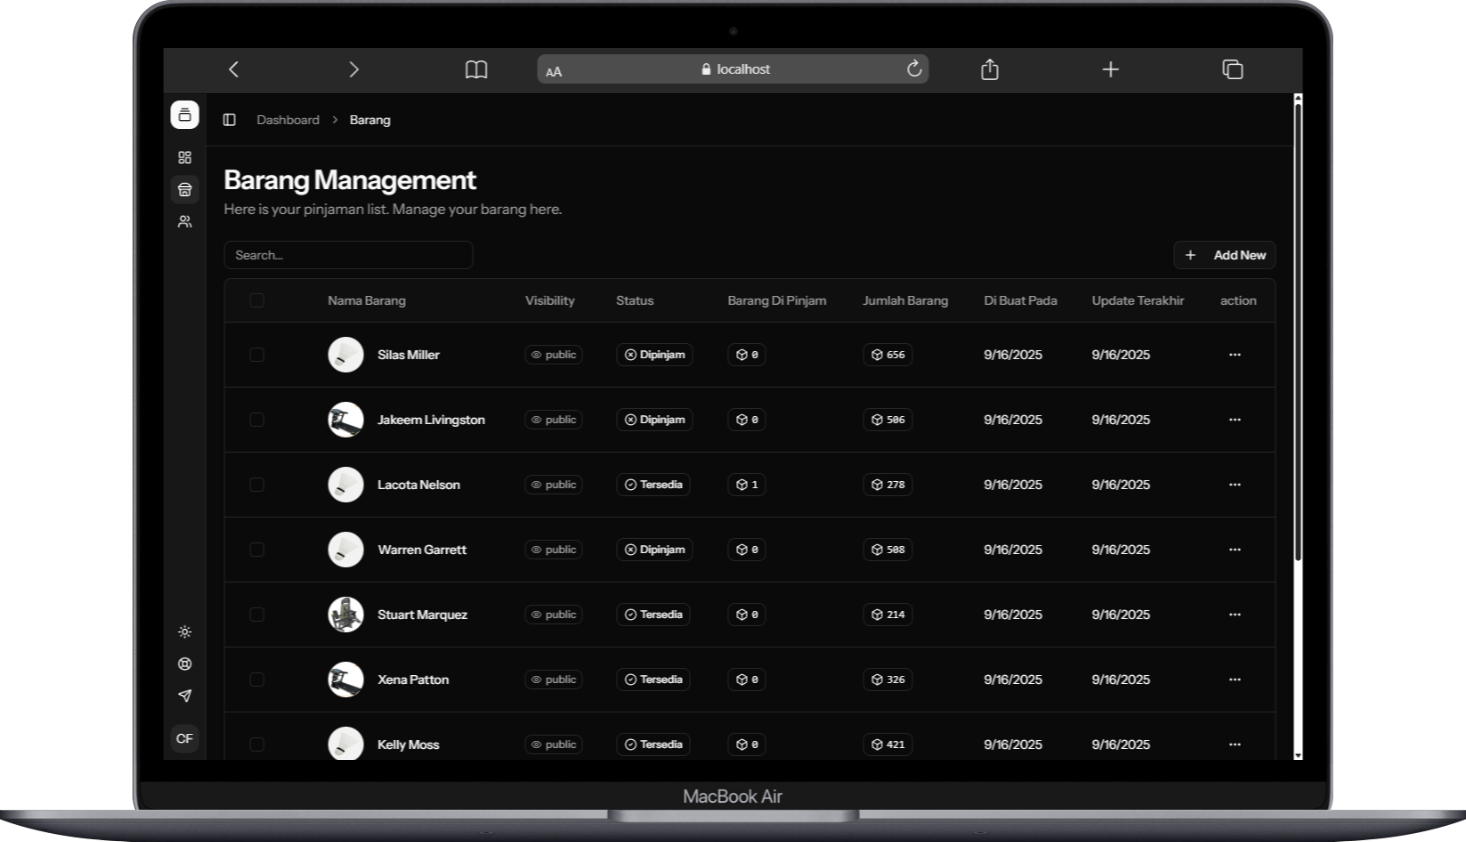 AA localhost
Dashboard > Barang
Barang Management
Here is your pinjaman list. Manage your barang here.
Search...
+ Add New
Nama Barang Visibility Status Barang Di Pinjam Jumlah Barang Di Buat Pada Update Terakhir action
Silas Miller public Dipinjam 0 656 9/16/2025 9/16/2025 ...
Jakeem Livingston public Dipinjam 0 506 9/16/2025 9/16/2025 ...
Lacota Nelson public Tersedia 1 278 9/16/2025 9/16/2025 ...
Warren Garrett public Dipinjam 0 508 9/16/2025 9/16/2025 ...
Stuart Marquez public Tersedia 0 214 9/16/2025 9/16/2025 ...
Xena Patton public Tersedia 0 326 9/16/2025 9/16/2025 ...
Kelly Moss public Tersedia 0 421 9/16/2025 9/16/2025 ...
CF
MacBook Air